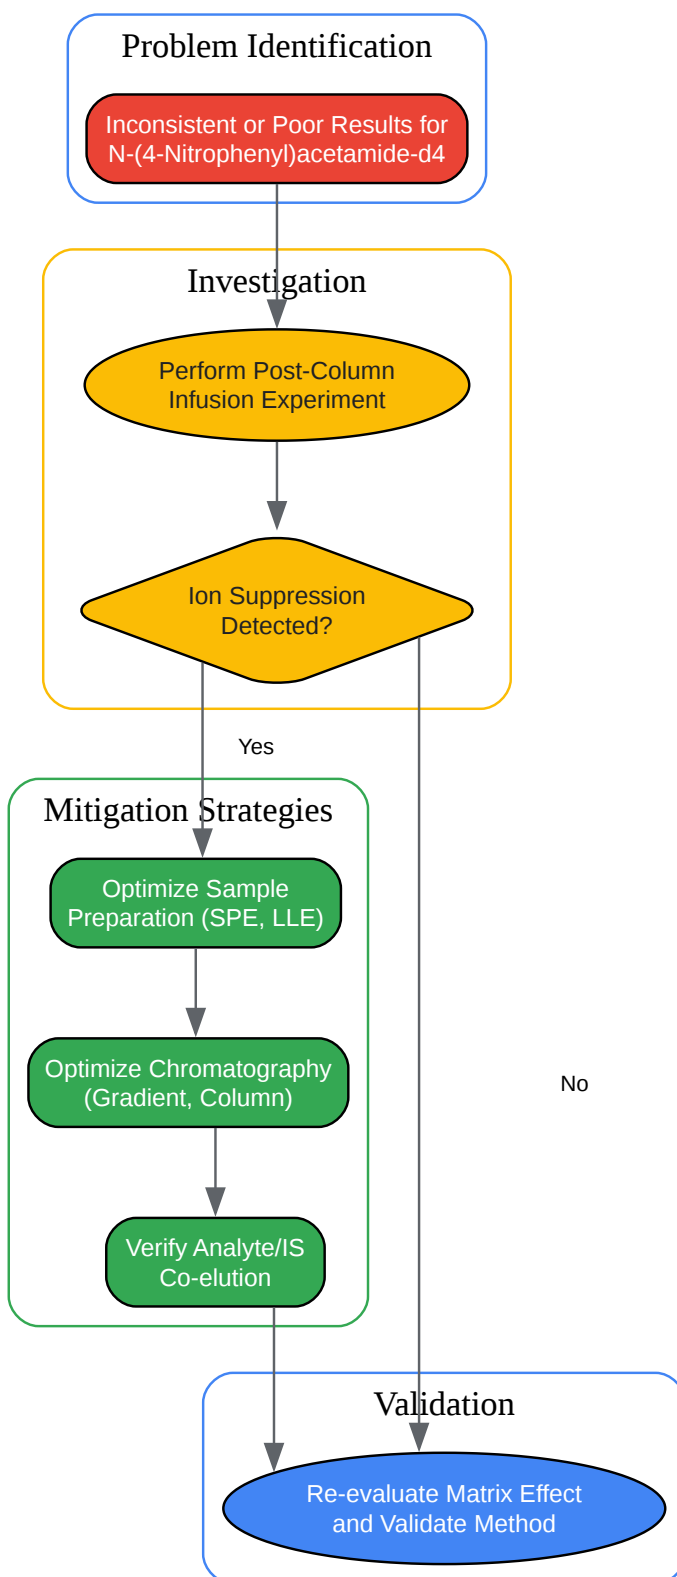 Problem Identification
Inconsistent or Poor Results for
N-(4-Nitrophenyl)acetamide-d4
Investigation
Perform Post-Column
Infusion Experiment
Ion Suppression
Detected?
Yes
Mitigation Strategies
Optimize Sample
Preparation (SPE, LLE)
Optimize Chromatography
(Gradient, Column)
No
Verify Analyte/IS
Co-elution
Validation
Re-evaluate Matrix Effect
and Validate Method